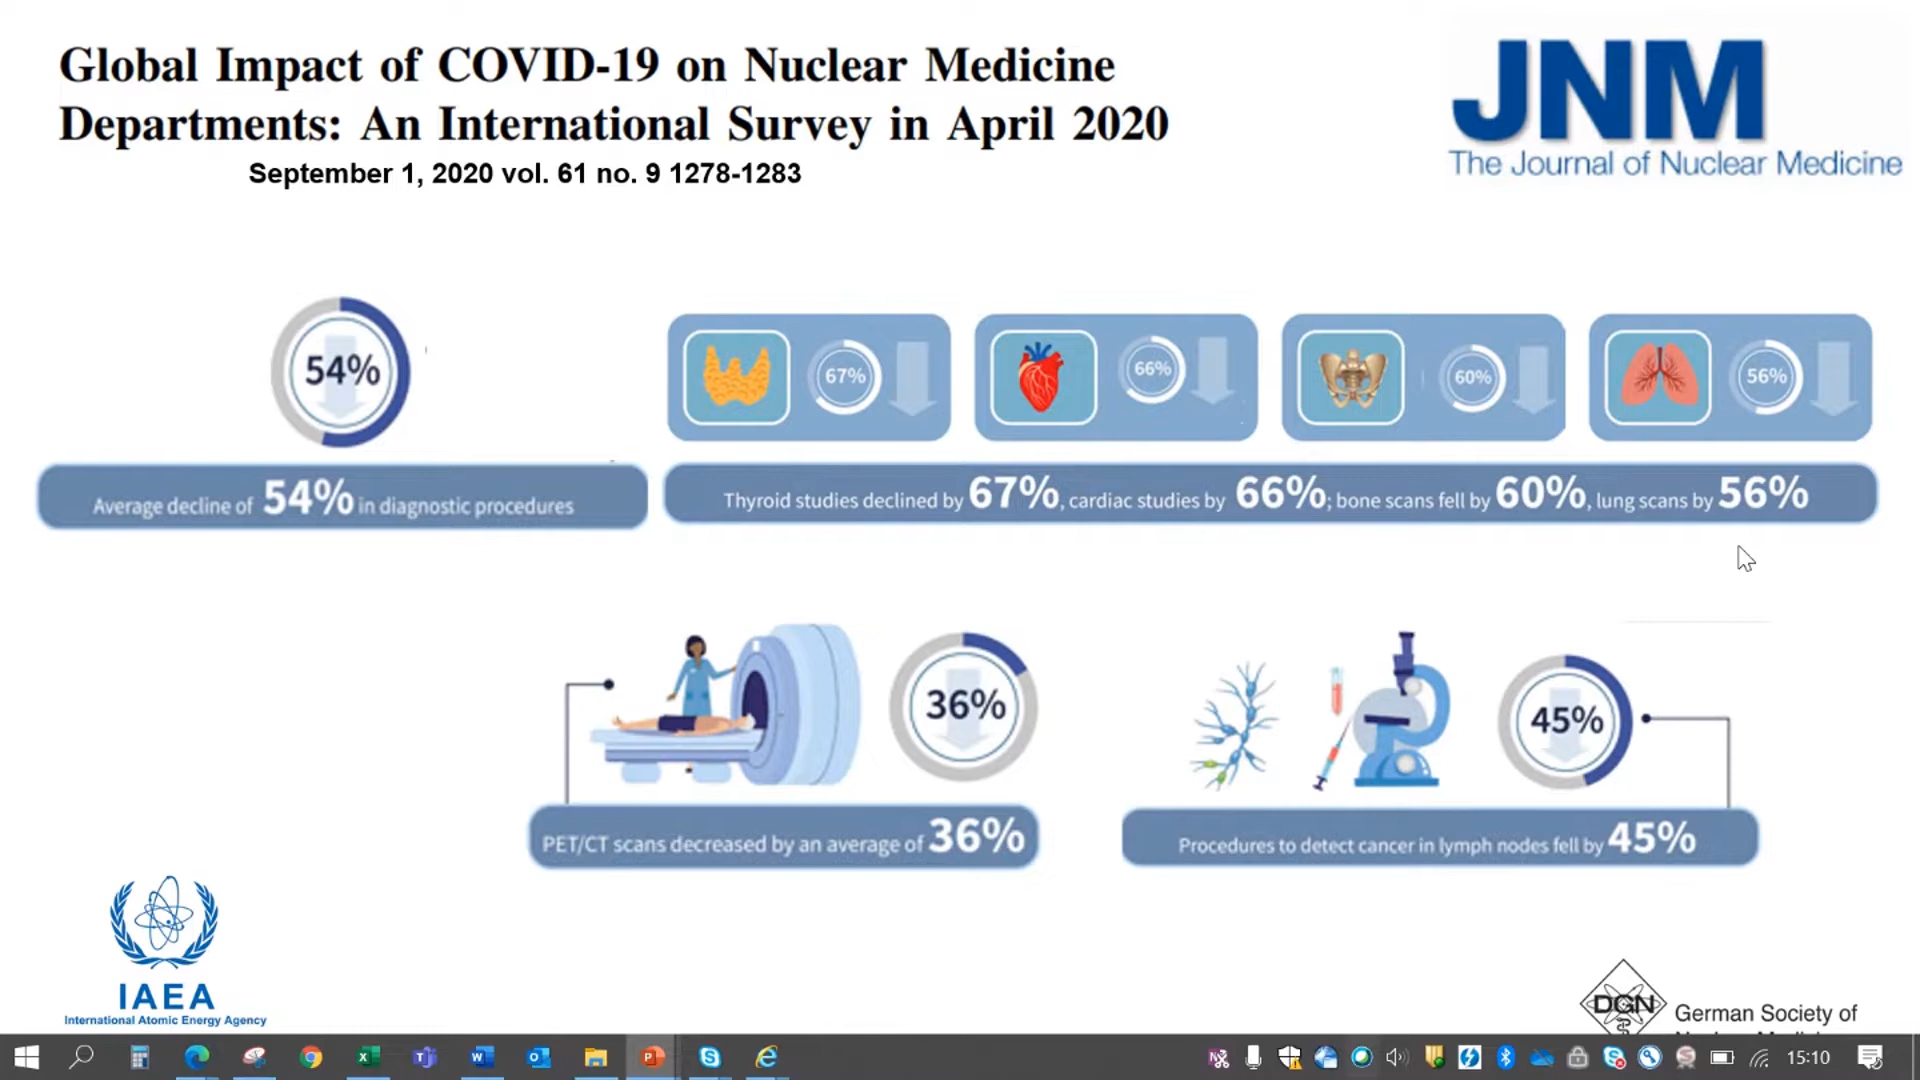 Global Impact of COVID-19 on Nuclear Medicine
Departments: An International Survey in April 2020
September 1, 2020 vol. 61 no. 9 1278-1283
JNM
The Journal of Nuclear Medicine
54%
67%
66%
60%
56%
Average decline of 54% in diagnostic procedures
Thyroid studies declined by 67%, cardiac studies by 66%; bone scans fell by 60%, lung scans by 56%
36%
45%
PET/CT scans decreased by an average of 36%
Procedures to detect cancer in lymph nodes fell by 45%
IAEA
International Atomic Energy Agency
DGN
German Society of
15:10